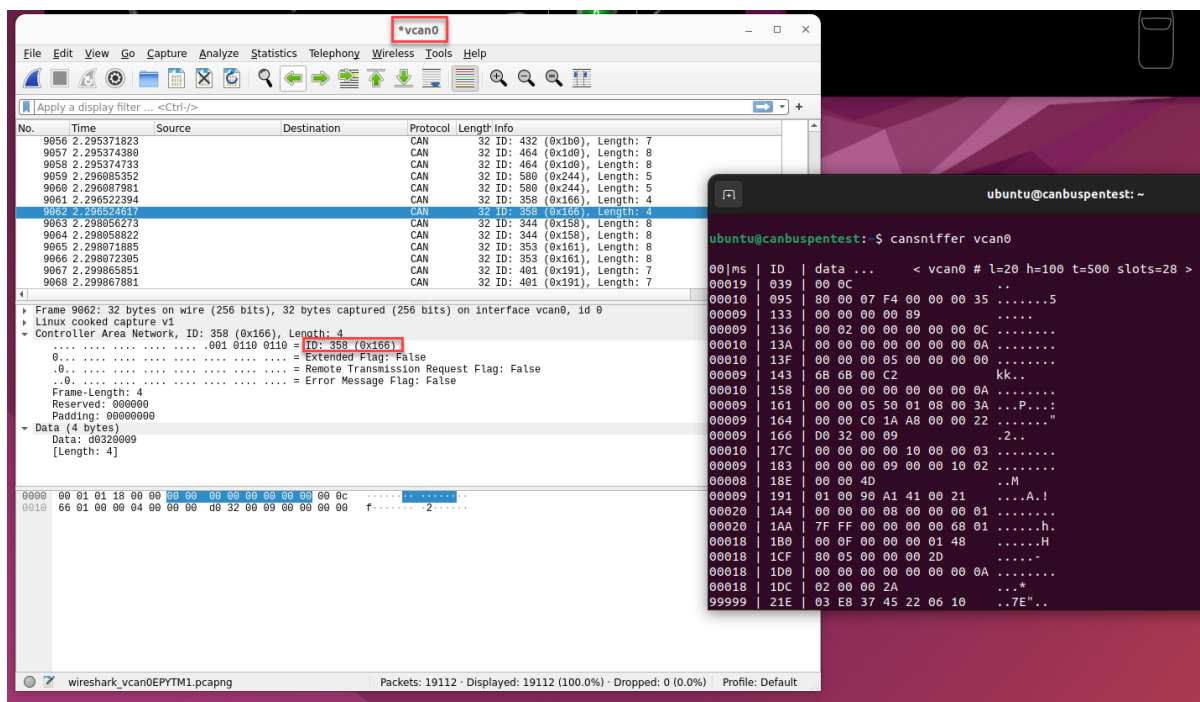 *vcan0
File Edit View Go Capture Analyze Statistics Telephony Wireless Tools Help
Apply a display filter ... <Ctrl-/>
No. Time Source Destination Protocol Length Info
9056 2.295371823 CAN 32 ID: 432 (0x1b0), Length: 7
9057 2.295374380 CAN 32 ID: 464 (0x1d0), Length: 8
9058 2.295374733 CAN 32 ID: 464 (0x1d0), Length: 8
9059 2.296085352 CAN 32 ID: 580 (0x244), Length: 5
9060 2.296087981 CAN 32 ID: 580 (0x244), Length: 5
9061 2.296522394 CAN 32 ID: 358 (0x166), Length: 4
9062 2.296524617 CAN 32 ID: 358 (0x166), Length: 4
9063 2.298056273 CAN 32 ID: 344 (0x158), Length: 8
9064 2.298058822 CAN 32 ID: 344 (0x158), Length: 8
9065 2.298071885 CAN 32 ID: 353 (0x161), Length: 8
9066 2.298072305 CAN 32 ID: 353 (0x161), Length: 8
9067 2.299865851 CAN 32 ID: 401 (0x191), Length: 7
9068 2.299867881 CAN 32 ID: 401 (0x191), Length: 7
Frame 9062: 32 bytes on wire (256 bits), 32 bytes captured (256 bits) on interface vcan0, id 0
Linux cooked capture v1
Controller Area Network, ID: 358 (0x166), Length: 4
.... .... .... .... .... .001 0110 0110 = ID: 358 (0x166)
0... .... .... .... .... .... .... .... = Extended Flag: False
.0.. .... .... .... .... .... .... .... = Remote Transmission Request Flag: False
..0. .... .... .... .... .... .... .... = Error Message Flag: False
Frame-Length: 4
Reserved: 000000
Padding: 00000000
Data (4 bytes)
Data: d0320009
[Length: 4]
0000 00 01 01 18 00 00 00 00 00 00 00 00 00 00 00 0c ········ ········
0010 66 01 00 00 04 00 00 00 d0 32 00 09 00 00 00 00 f······· ·2······
wireshark_vcan0EPYTM1.pcapng Packets: 19112 · Displayed: 19112 (100.0%) · Dropped: 0 (0.0%) Profile: Default
ubuntu@canbuspentest: ~
ubuntu@canbuspentest:~$ cansniffer vcan0
00|ms | ID | data ... < vcan0 # l=20 h=100 t=500 slots=28 >
00019 | 039 | 00 0C ..
00010 | 095 | 80 00 07 F4 00 00 00 35 .......5
00009 | 133 | 00 00 00 00 89 .....
00009 | 136 | 00 02 00 00 00 00 00 0C ........
00010 | 13A | 00 00 00 00 00 00 00 0A ........
00010 | 13F | 00 00 00 05 00 00 00 00 ........
00009 | 143 | 6B 6B 00 C2 kk..
00010 | 158 | 00 00 00 00 00 00 00 0A ........
00009 | 161 | 00 00 05 50 01 08 00 3A ...P...:
00009 | 164 | 00 00 C0 1A A8 00 00 22 ......."
00009 | 166 | D0 32 00 09 .2..
00010 | 17C | 00 00 00 00 10 00 00 03 ........
00009 | 183 | 00 00 00 09 00 00 10 02 ........
00008 | 18E | 00 00 4D ..M
00009 | 191 | 01 00 90 A1 41 00 21 ....A.!
00020 | 1A4 | 00 00 00 08 00 00 00 01 ........
00020 | 1AA | 7F FF 00 00 00 00 68 01 ......h.
00018 | 1B0 | 00 0F 00 00 00 01 48 ......H
00018 | 1CF | 80 05 00 00 00 2D .....-
00018 | 1D0 | 00 00 00 00 00 00 00 0A ........
00018 | 1DC | 02 00 00 2A ...*
99999 | 21E | 03 E8 37 45 22 06 10 ..7E"..